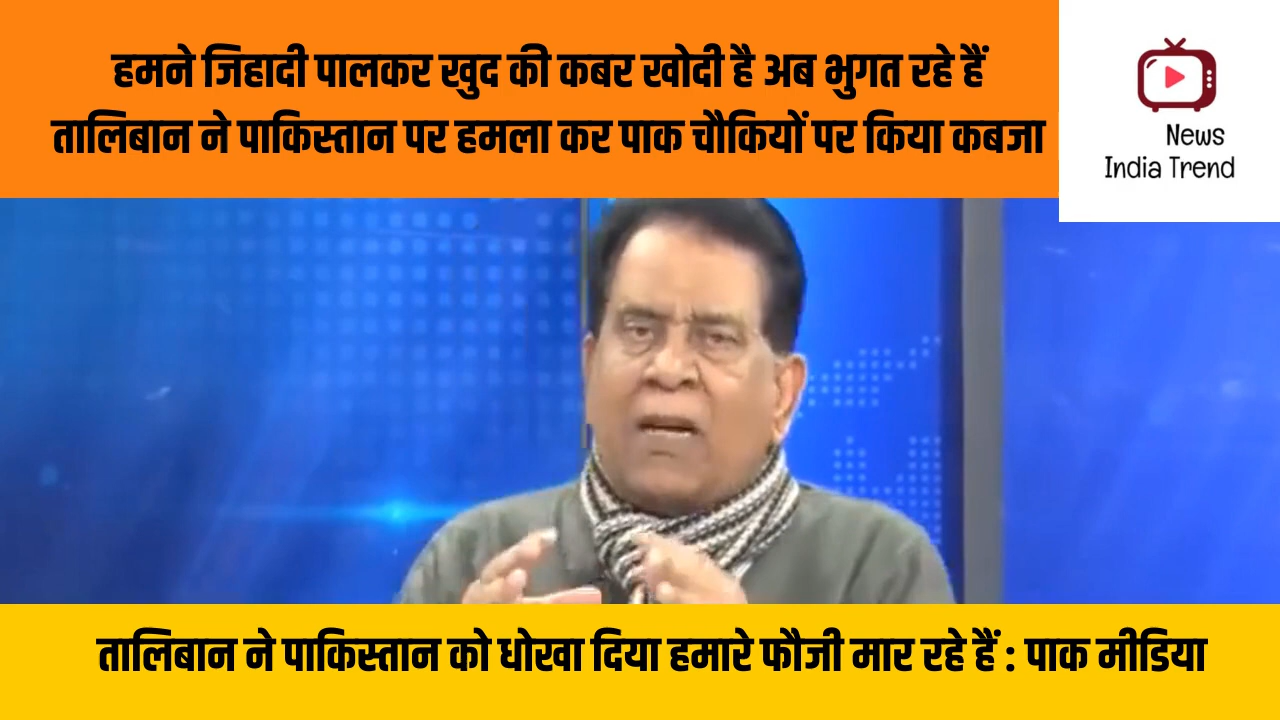 हमने जिहादी पालकर खुद की कबर खोदी है अब भुगत रहे हैं
तालिबान ने पाकिस्तान पर हमला कर पाक चौकियों पर किया कबजा
News
India Trend
तालिबान ने पाकिस्तान को धोखा दिया हमारे फौजी मार रहे हैं : पाक मीडिया